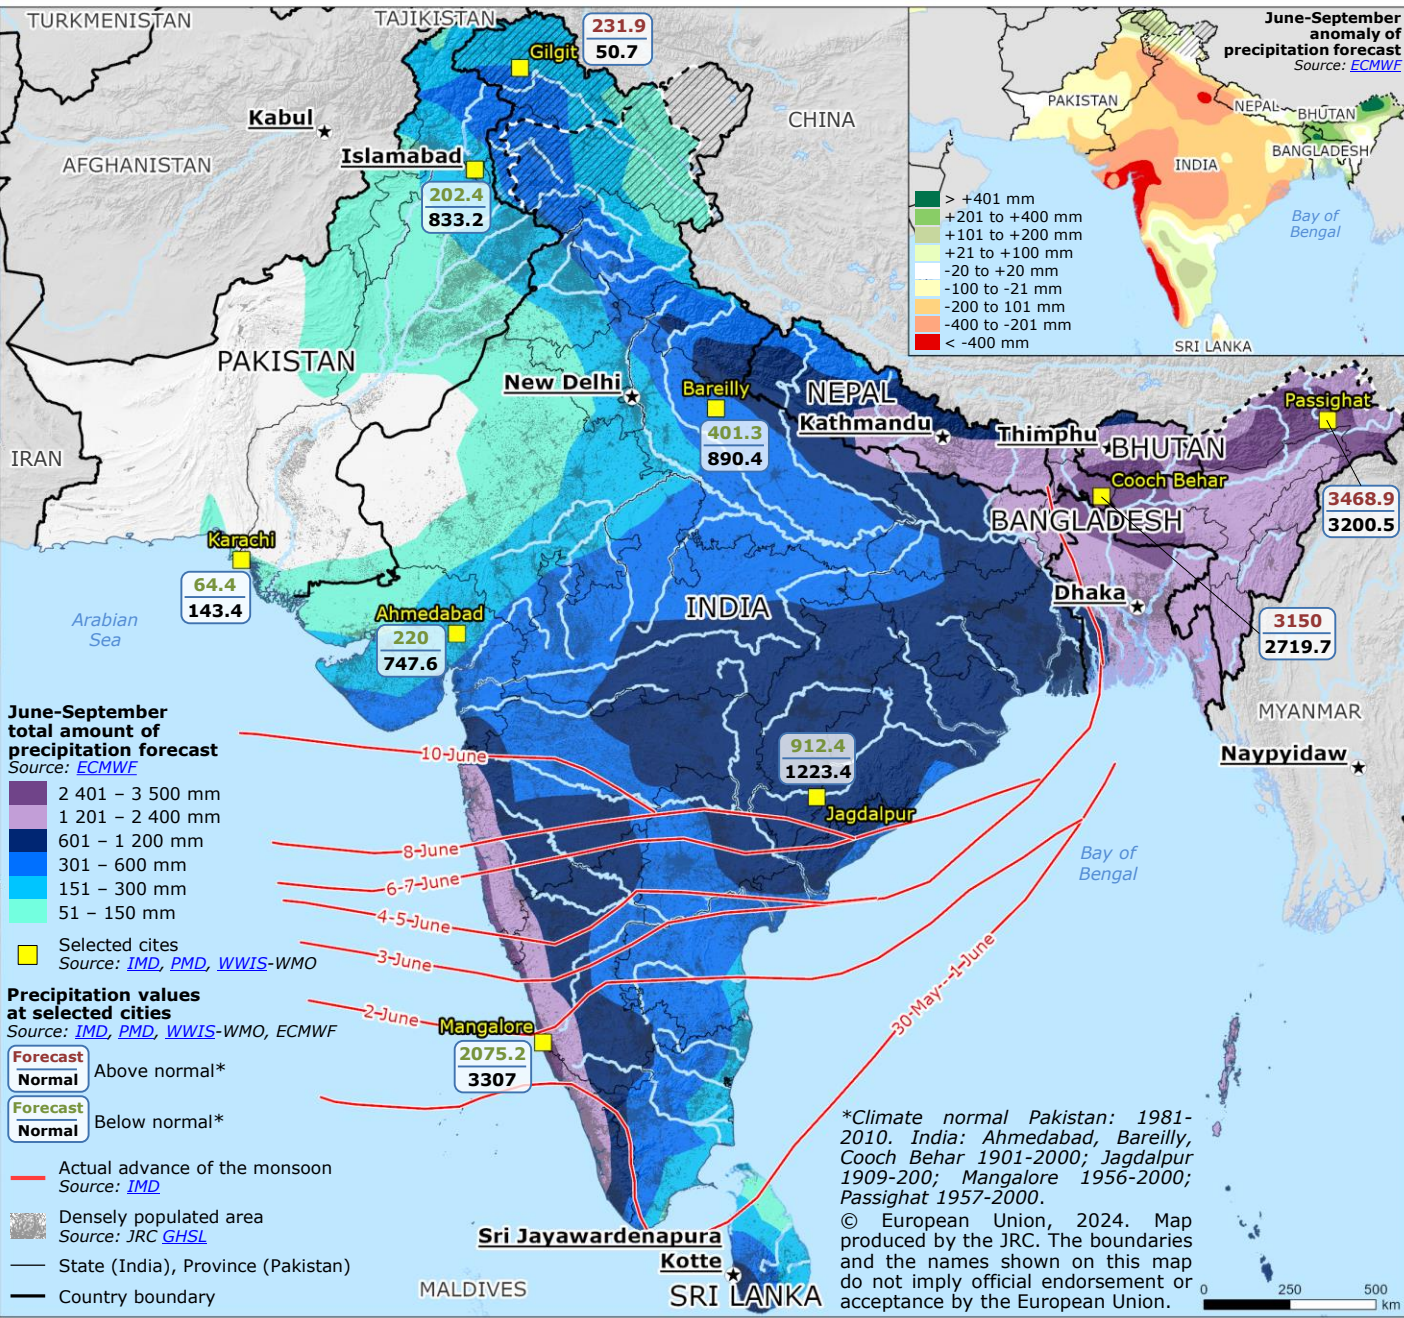 TURKMENISTAN
TAJIKISTAN
231.9
50.7
Gilgit
Kabul
CHINA
Islamabad
AFGHANISTAN
202.4
833.2
June-September
anomaly of
precipitation forecast
Source: ECMWF
PAKISTAN
NEPAL
BHUTAN
BANGLADESH
INDIA
> +401 mm
+201 to +400 mm
+101 to +200 mm
+21 to +100 mm
-20 to +20 mm
-100 to -21 mm
-200 to 101 mm
-400 to -201 mm
< -400 mm
Bay of
Bengal
SRI LANKA
PAKISTAN
New Delhi
Bareilly
401.3
890.4
NEPAL
Kathmandu
Thimphu
BHUTAN
Passighat
IRAN
Cooch Behar
3468.9
3200.5
BANGLADESH
Karachi
64.4
143.4
Dhaka
INDIA
Arabian
Sea
Ahmedabad
220
747.6
3150
2719.7
MYANMAR
Naypyidaw
912.4
1223.4
Jagdalpur
10-June
8-June
6-7-June
4-5-June
3-June
2-June
30-May---1-June
Bay of
Bengal
Mangalore
2075.2
3307
June-September
total amount of
precipitation forecast
Source: ECMWF
2 401 – 3 500 mm
1 201 – 2 400 mm
601 – 1 200 mm
301 – 600 mm
151 – 300 mm
51 – 150 mm
Selected cites
Source: IMD, PMD, WWIS-WMO
Precipitation values
at selected cities
Source: IMD, PMD, WWIS-WMO, ECMWF
Forecast
Normal
Above normal*
Forecast
Normal
Below normal*
Actual advance of the monsoon
Source: IMD
Densely populated area
Source: JRC GHSL
State (India), Province (Pakistan)
Country boundary
Sri Jayawardenapura
Kotte
MALDIVES
SRI LANKA
*Climate normal Pakistan: 1981-
2010. India: Ahmedabad, Bareilly,
Cooch Behar 1901-2000; Jagdalpur
1909-200; Mangalore 1956-2000;
Passighat 1957-2000.
© European Union, 2024. Map
produced by the JRC. The boundaries
and the names shown on this map
do not imply official endorsement or
acceptance by the European Union.
0 250 500
km